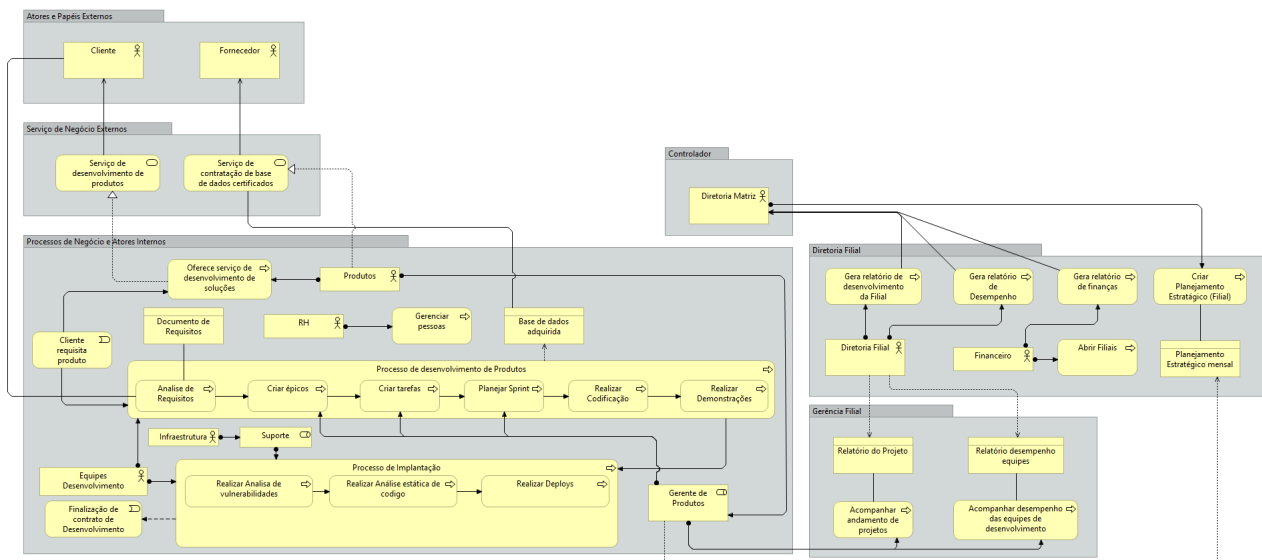 Atores e Papéis Externos
Cliente
Fornecedor
Serviço de Negócio Externos
Serviço de
desenvolvimento de
produtos
Serviço de
contratação de base
de dados certificados
Controlador
Diretoria Matriz
Processos de Negócio e Atores Internos
Oferece serviço de
desenvolvimento de
soluções
Produtos
Documento de
Requisitos
RH
Gerenciar
pessoas
Base de dados
adquirida
Cliente
requisita
produto
Processo de desenvolvimento de Produtos
Analise de
Requisitos
Criar épicos
Criar tarefas
Planejar Sprint
Realizar
Codificação
Realizar
Demonstrações
Infraestrutura
Suporte
Equipes
Desenvolvimento
Processo de Implantação
Realizar Analisa de
vulnerabilidades
Realizar Análise estática de
codigo
Realizar Deploys
Finalização de
contrato de
Desenvolvimento
Gerente de
Produtos
Diretoria Filial
Gera relatório de
desenvolvimento
da Filial
Gera relatório
de
Desempenho
Gera relatório
de finanças
Criar
Planejamento
Estratégico (Filial)
Diretoria Filial
Financeiro
Abrir Filiais
Planejamento
Estratégico mensal
Gerência Filial
Relatório do Projeto
Relatório desempenho
equipes
Acompanhar
andamento de
projetos
Acompanhar desempenho
das equipes de
desenvolvimento